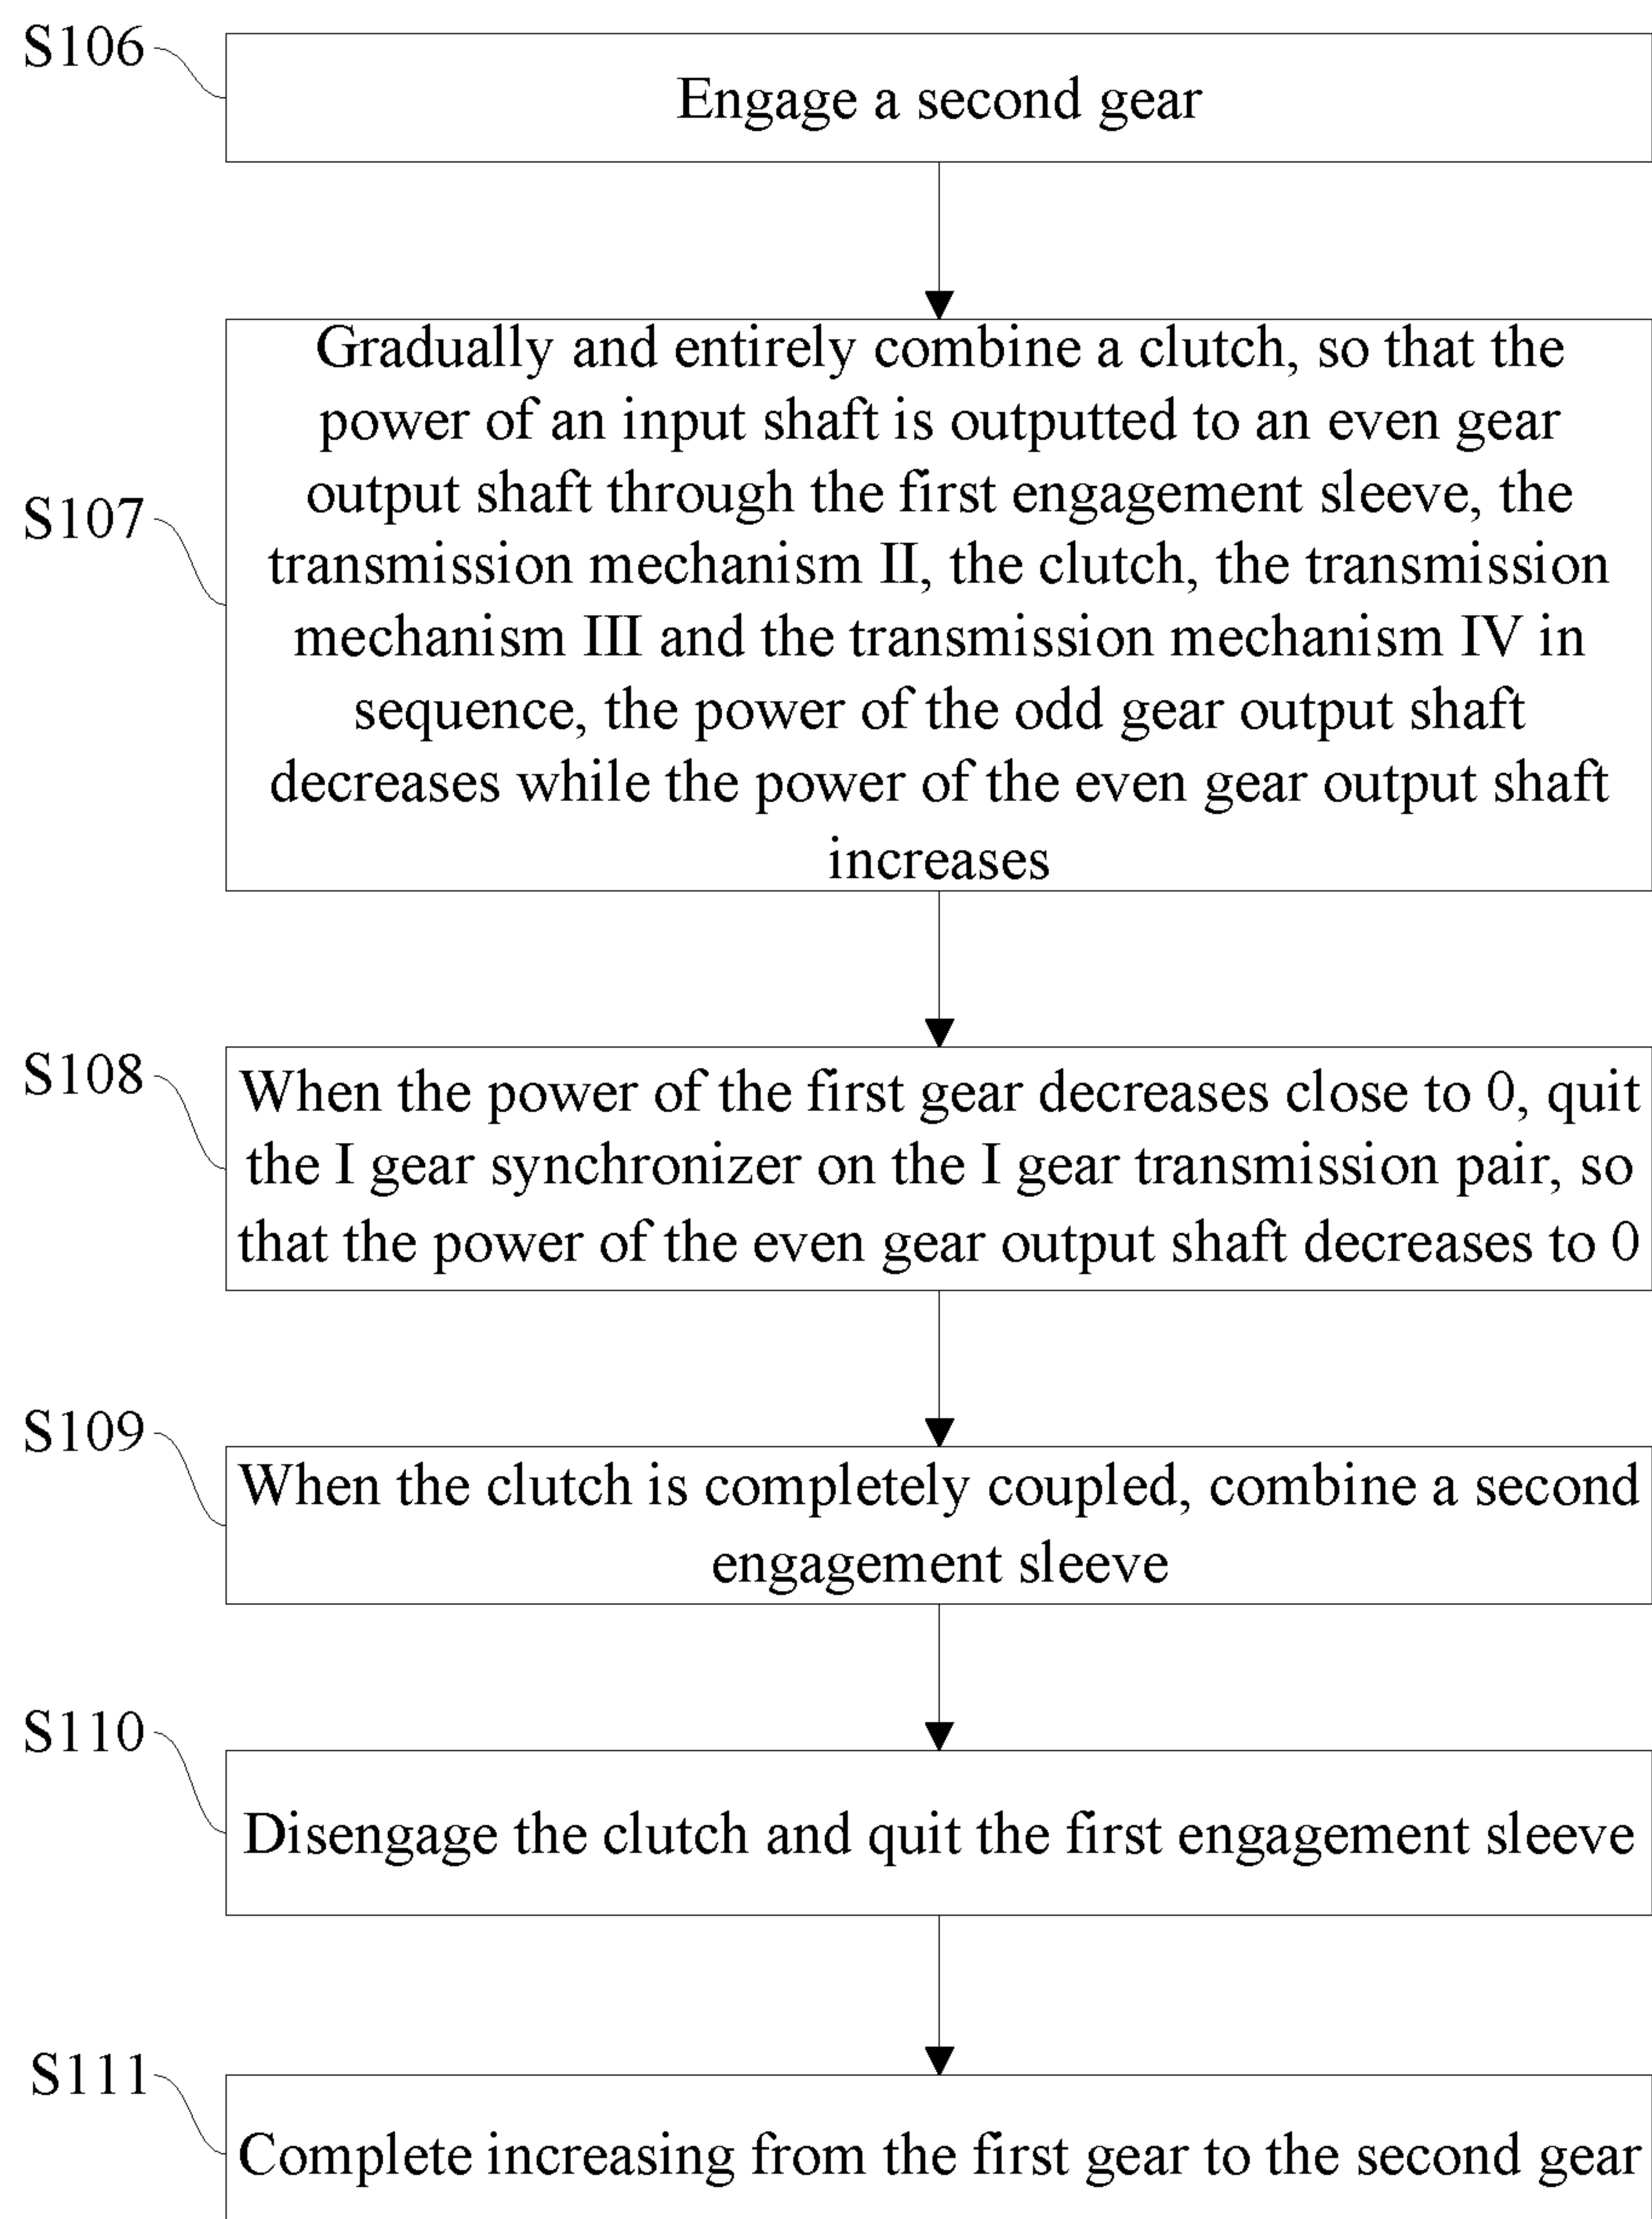 S106
Engage a second gear
S107
Gradually and entirely combine a clutch, so that the
power of an input shaft is outputted to an even gear
output shaft through the first engagement sleeve, the
transmission mechanism II, the clutch, the transmission
mechanism III and the transmission mechanism IV in
sequence, the power of the odd gear output shaft
decreases while the power of the even gear output shaft
increases
S108
When the power of the first gear decreases close to 0, quit
the I gear synchronizer on the I gear transmission pair, so
that the power of the even gear output shaft decreases to 0
S109
When the clutch is completely coupled, combine a second
engagement sleeve
S110
Disengage the clutch and quit the first engagement sleeve
S111
Complete increasing from the first gear to the second gear